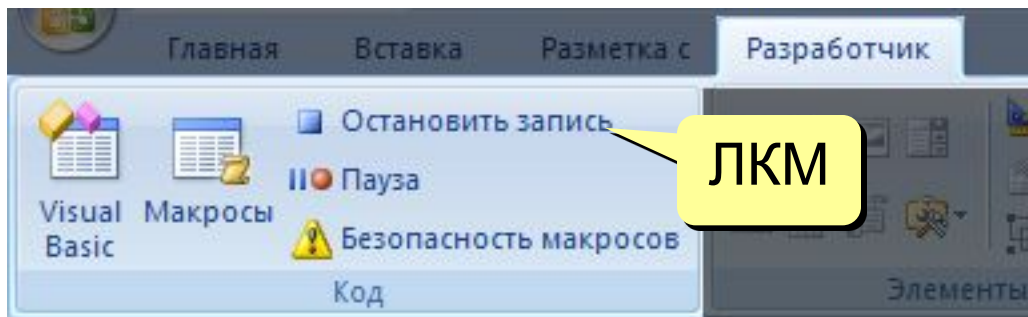 Главная Вставка Разметка с Разработчик
Остановить запись
ЛКМ
Пауза
Visual Basic
Макросы
Безопасность макросов
Код
Элементы